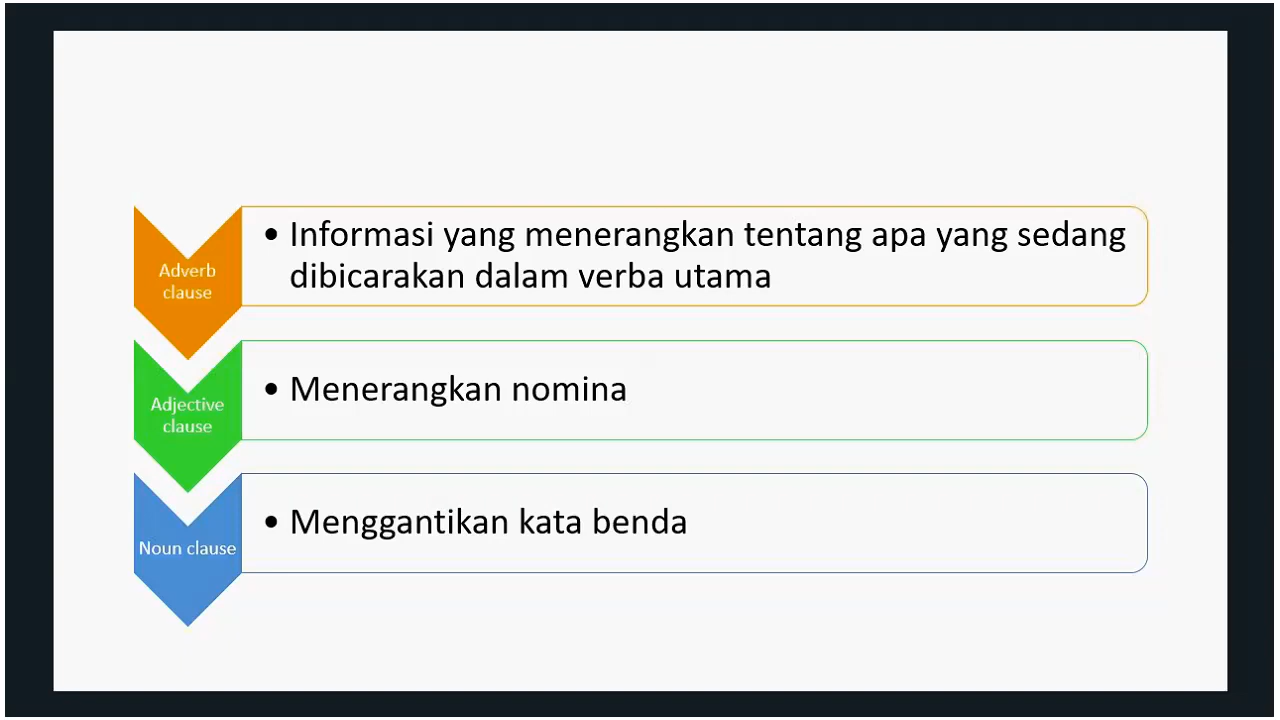 Adverb
clause
• Informasi yang menerangkan tentang apa yang sedang
dibicarakan dalam verba utama
Adjective
clause
• Menerangkan nomina
Noun clause
• Menggantikan kata benda